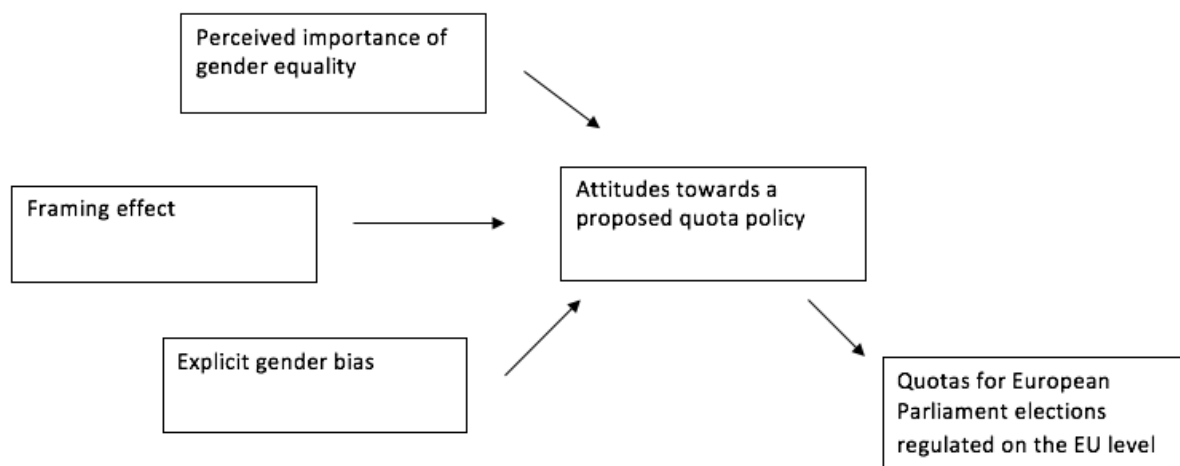 Perceived importance of
gender equality
Framing effect
Attitudes towards a
proposed quota policy
Explicit gender bias
Quotas for European
Parliament elections
regulated on the EU level